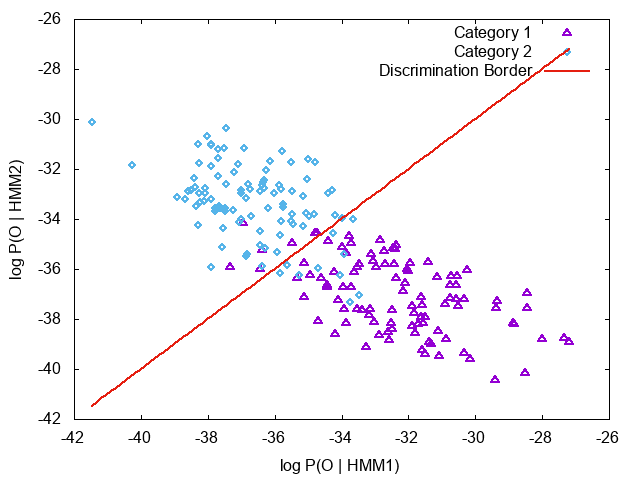 -26
-28
-30
-32
-34
-36
-38
-40
-42
log P(O | HMM2)
Category 1
Category 2
Discrimination Border
-42 -40 -38 -36 -34 -32 -30 -28 -26
log P(O | HMM1)